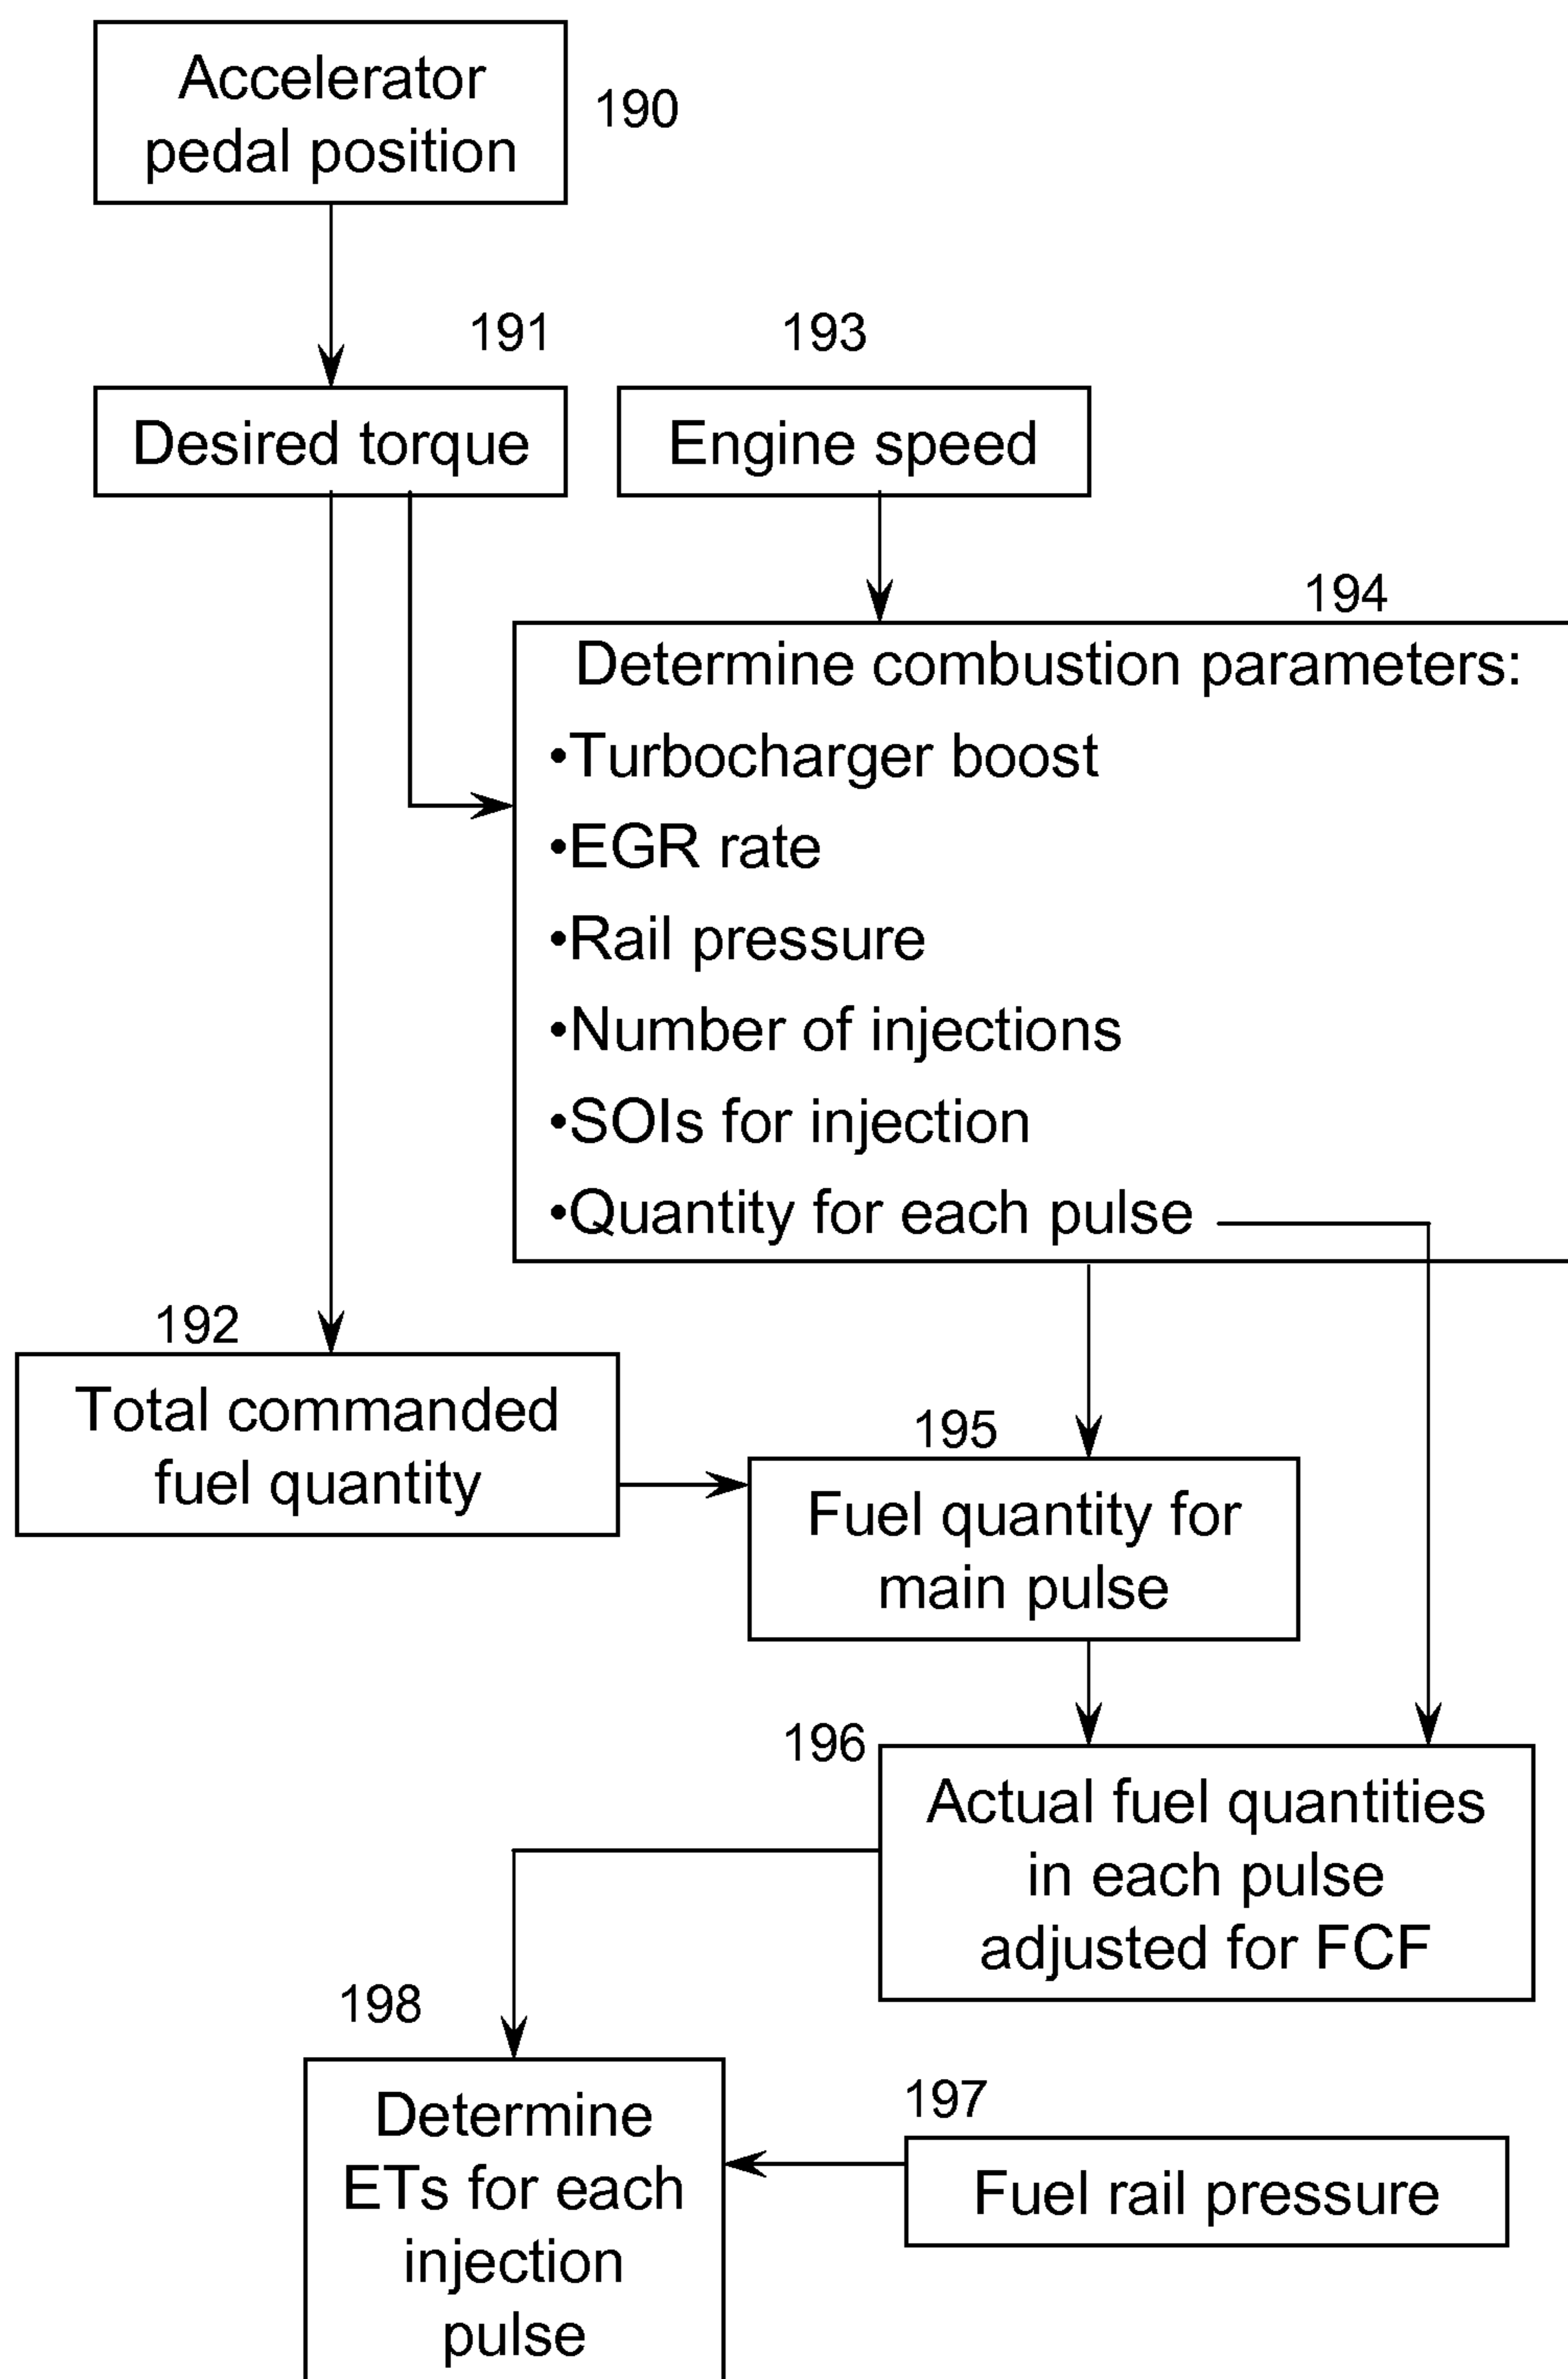 Accelerator
pedal position
190
191
193
Desired torque
Engine speed
194
Determine combustion parameters:
•Turbocharger boost
•EGR rate
•Rail pressure
•Number of injections
•SOIs for injection
•Quantity for each pulse
192
Total commanded
fuel quantity
195
Fuel quantity for
main pulse
196
Actual fuel quantities
in each pulse
adjusted for FCF
198
Determine
ETs for each
injection
pulse
197
Fuel rail pressure